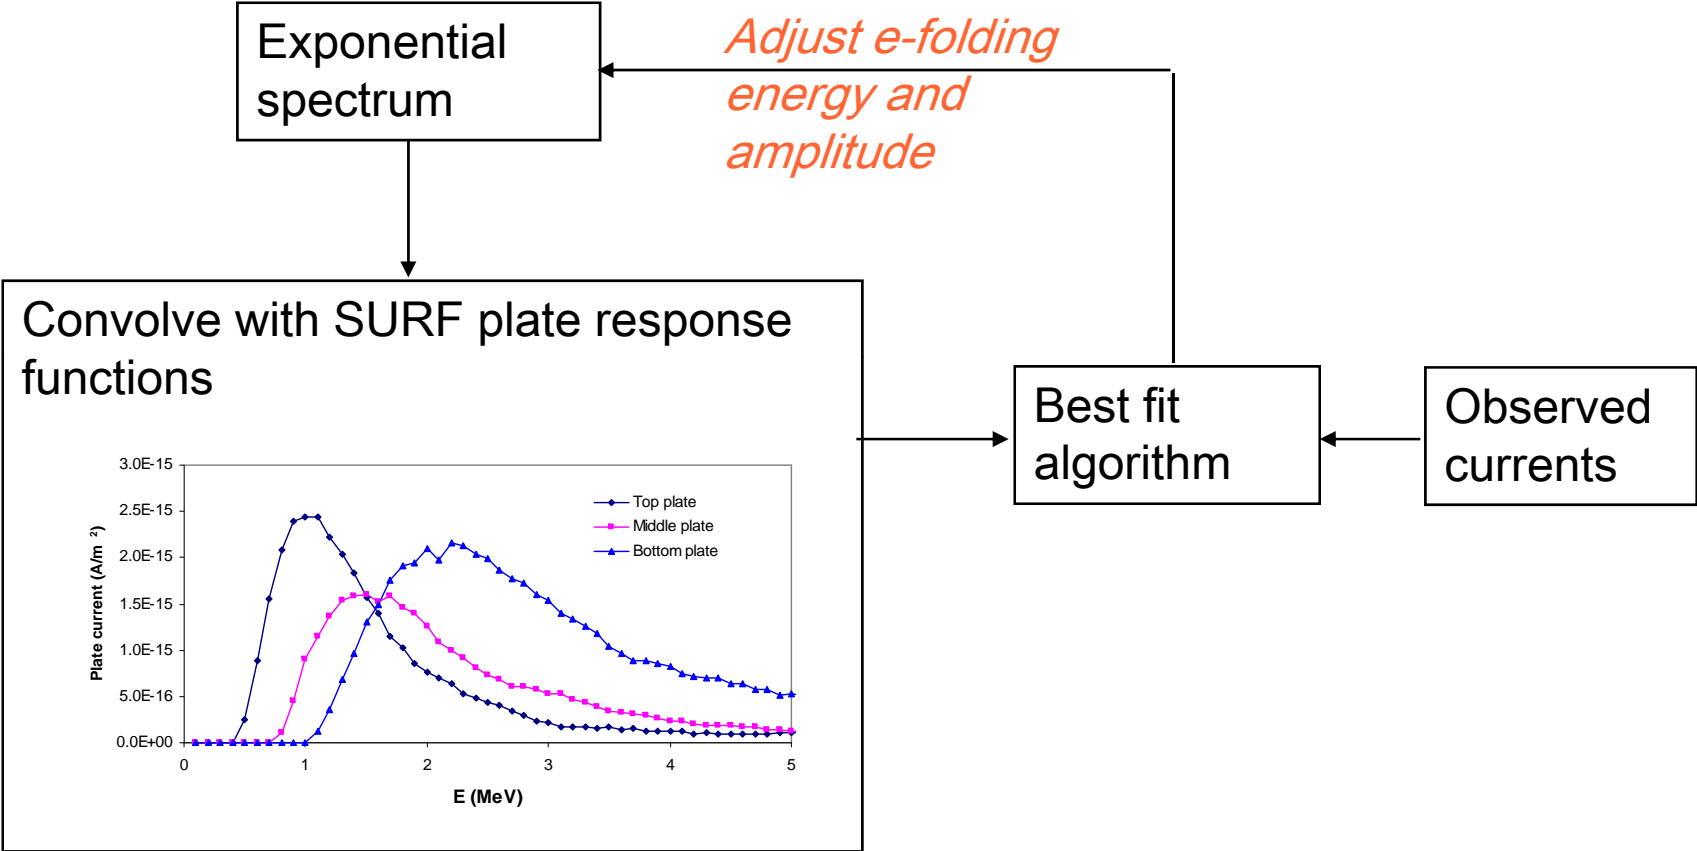 Exponential
spectrum
Adjust e-folding
energy and
amplitude
Convolve with SURF plate response
functions
3.0E-15
2.5E-15
2.0E-15
1.5E-15
1.0E-15
5.0E-16
0.0E+00
Plate current (A/m ²)
Top plate
Middle plate
Bottom plate
0 1 2 3 4 5
E (MeV)
Best fit
algorithm
Observed
currents